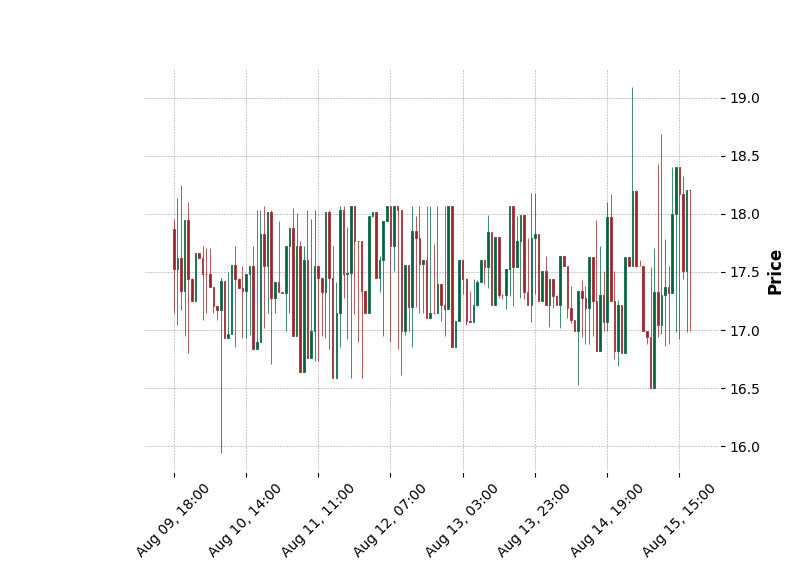 19.0
18.5
18.0
17.5
17.0
16.5
16.0
Price
Aug 09, 18:00
Aug 10, 14:00
Aug 11, 11:00
Aug 12, 07:00
Aug 13, 03:00
Aug 13, 23:00
Aug 14, 19:00
Aug 15, 15:00